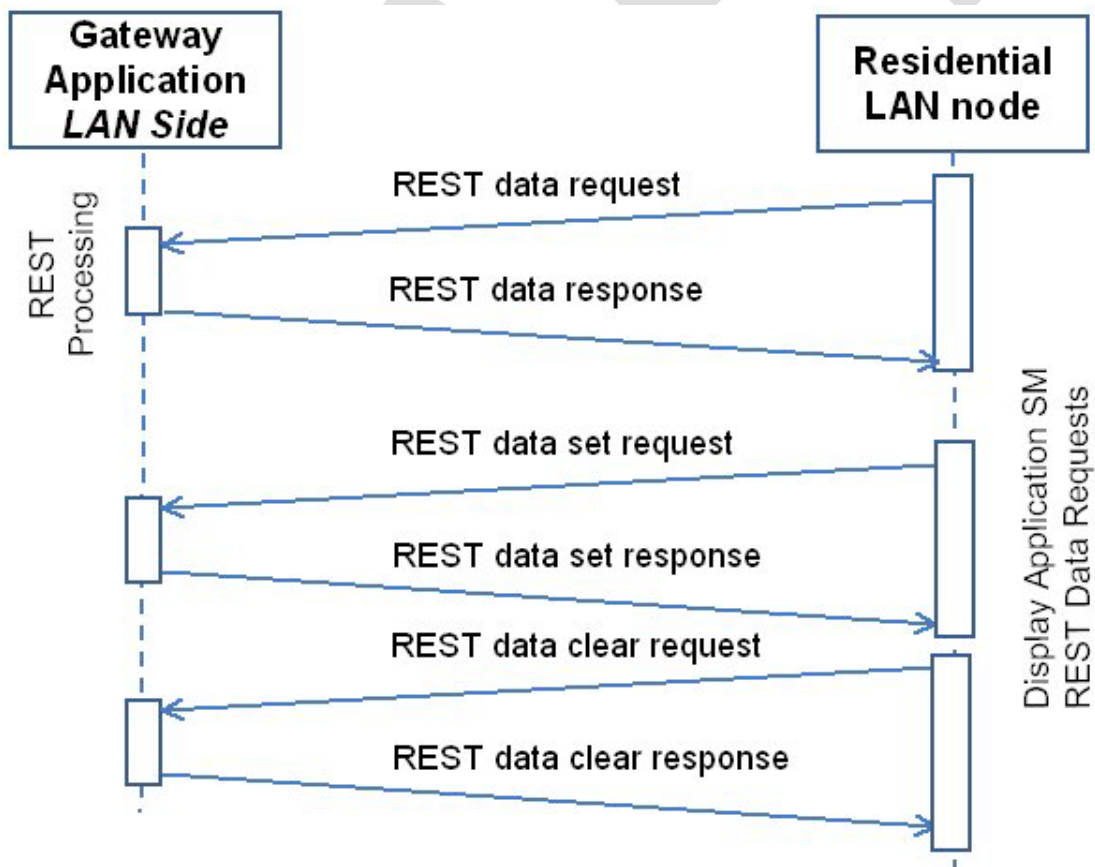 Gateway
Application
LAN Side
Residential
LAN node
REST data request
REST
Processing
REST data response
REST data set request
Display Application SM
REST Data Requests
REST data set response
REST data clear request
REST data clear response